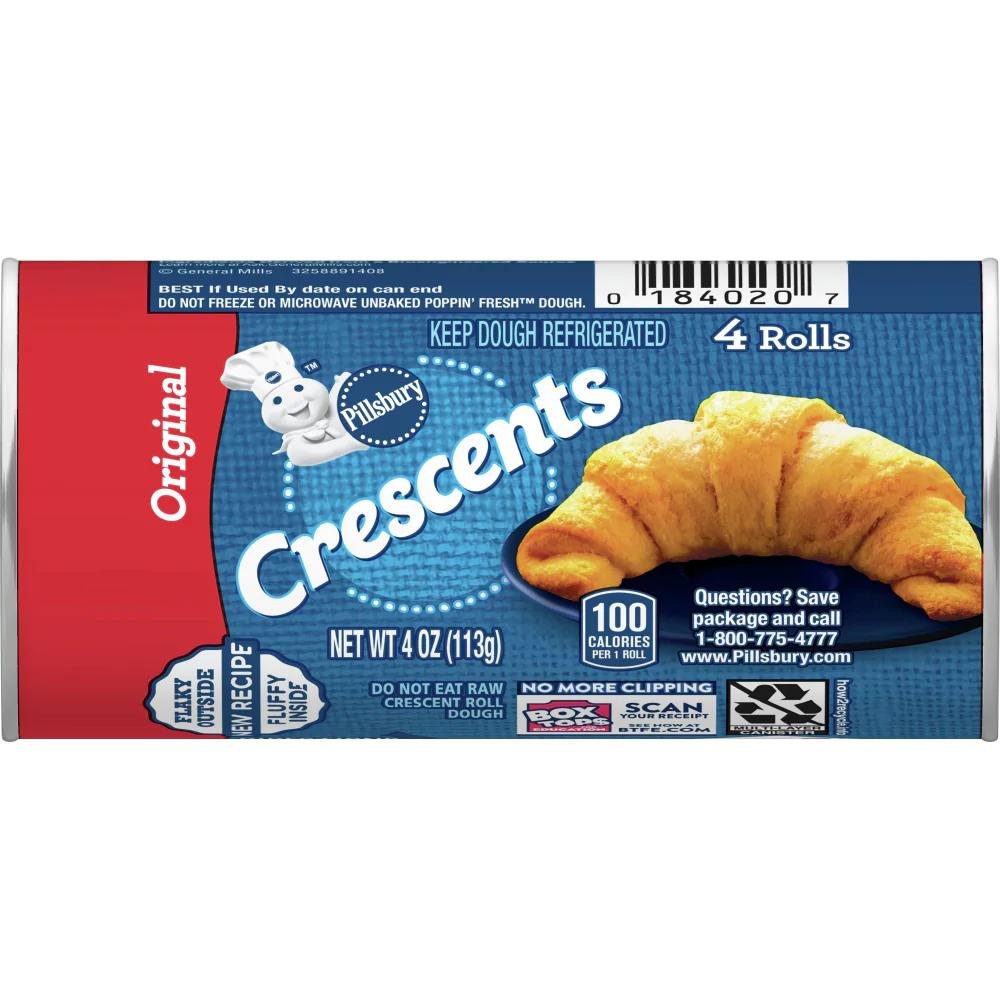 © General Mills 3258891408
BEST If Used By date on can end
DO NOT FREEZE OR MICROWAVE UNBAKED POPPIN' FRESH™ DOUGH.
0 184020 7
KEEP DOUGH REFRIGERATED
4 Rolls
Original
TM
Pillsbury
Crescents
100
CALORIES
PER 1 ROLL
Questions? Save
package and call
1-800-775-4777
www.Pillsbury.com
NET WT 4 OZ (113g)
FLAKY
OUTSIDE
NEW RECIPE
FLUFFY
INSIDE
DO NOT EAT RAW
CRESCENT ROLL
DOUGH
NO MORE CLIPPING
BOX
TOPS
EDUCATION
SCAN
YOUR RECEIPT
SEE HOW AT
BTFE.COM
MULTI-LAYER
CANISTER
how2recycle.info